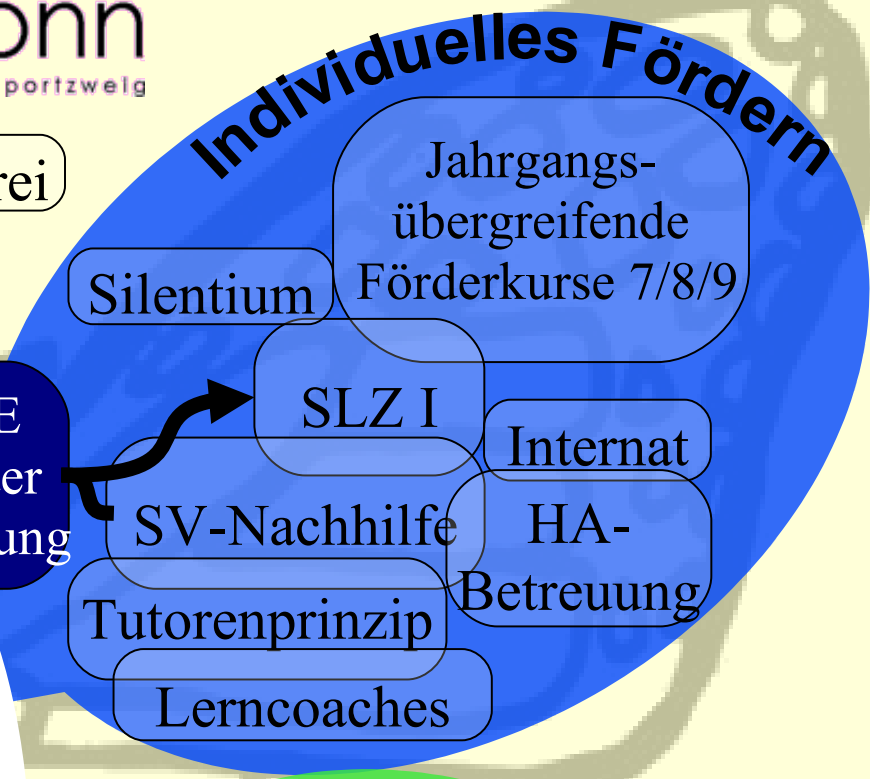 onn
portzweig
Individuelles Fördern
rei
Jahrgangs-
übergreifende
Förderkurse 7/8/9
Silentium
SLZ I
E
er
ung
Internat
SV-Nachhilfe
HA-
Betreuung
Tutorenprinzip
Lerncoaches